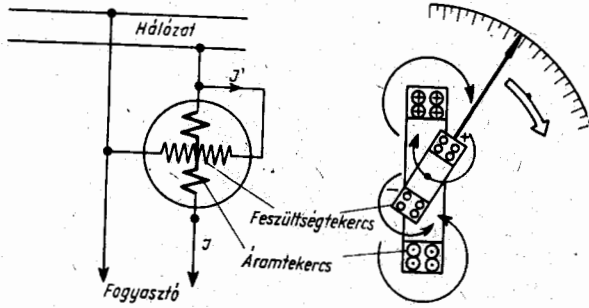 Hálózat
J'
+
−
Feszültségtekercs
J
Áramtekercs
Fogyasztó